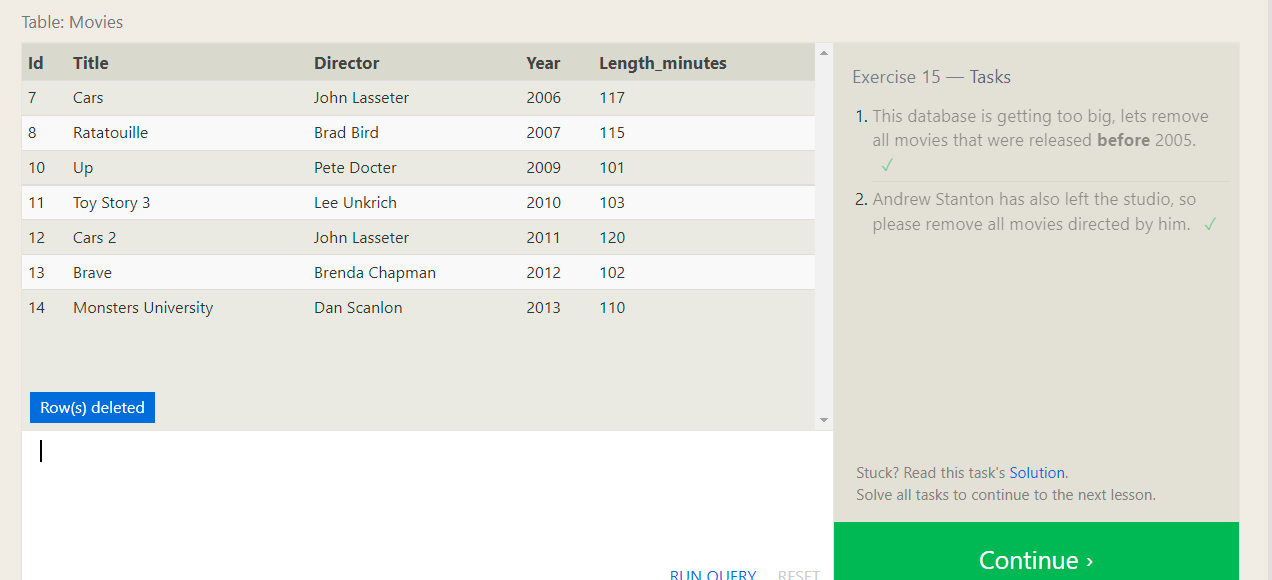 Table: Movies
Id Title Director Year Length_minutes
7 Cars John Lasseter 2006 117
8 Ratatouille Brad Bird 2007 115
10 Up Pete Docter 2009 101
11 Toy Story 3 Lee Unkrich 2010 103
12 Cars 2 John Lasseter 2011 120
13 Brave Brenda Chapman 2012 102
14 Monsters University Dan Scanlon 2013 110
Row(s) deleted
RUN QUERY RESET
Exercise 15 — Tasks
1. This database is getting too big, lets remove
all movies that were released before 2005.
✓
2. Andrew Stanton has also left the studio, so
please remove all movies directed by him. ✓
Stuck? Read this task's Solution.
Solve all tasks to continue to the next lesson.
Continue ›